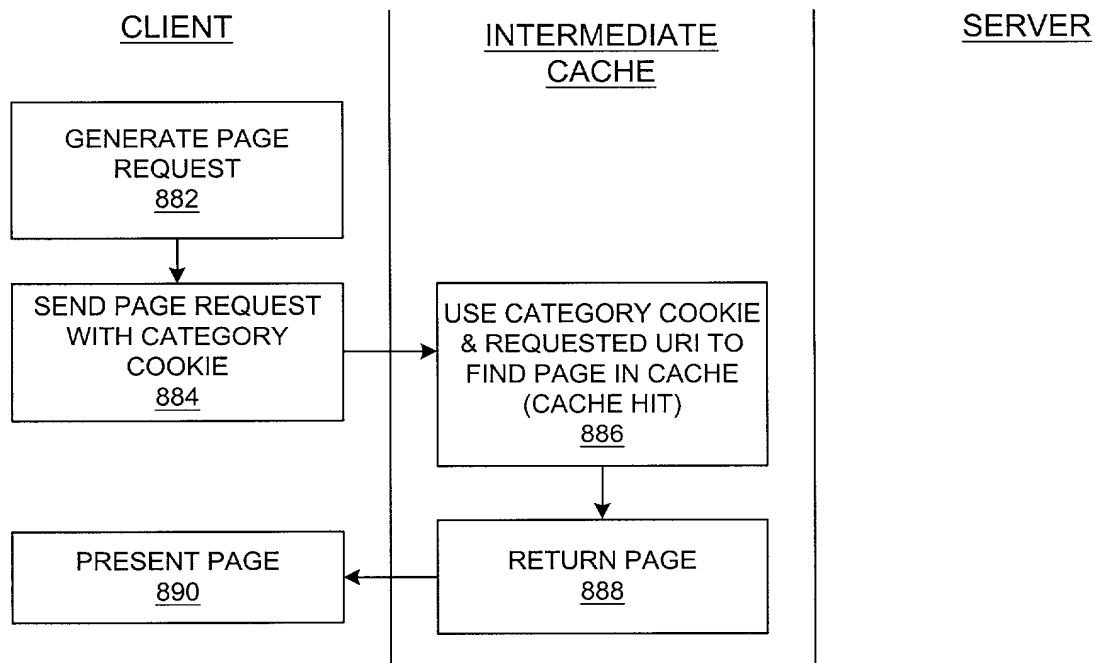 CLIENT
INTERMEDIATE
CACHE
SERVER
GENERATE PAGE
REQUEST
882
SEND PAGE REQUEST
WITH CATEGORY
COOKIE
884
USE CATEGORY COOKIE
& REQUESTED URI TO
FIND PAGE IN CACHE
(CACHE HIT)
886
RETURN PAGE
888
PRESENT PAGE
890